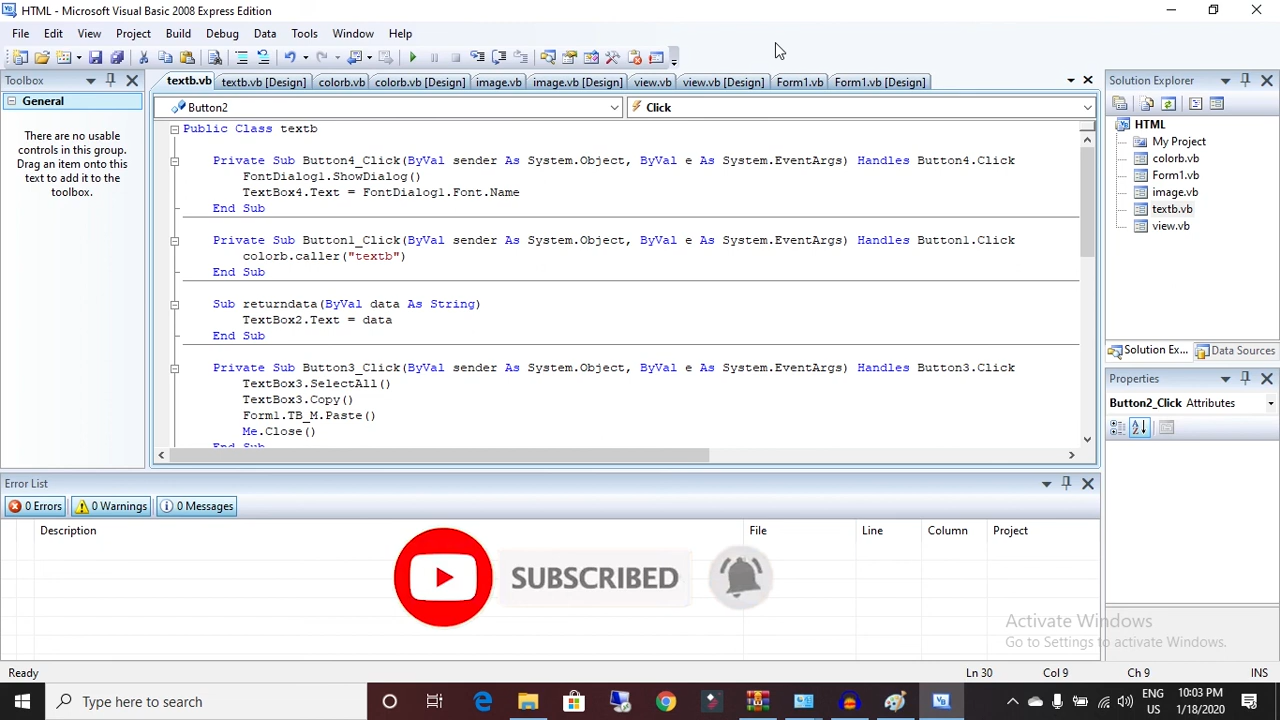 HTML - Microsoft Visual Basic 2008 Express Edition
File Edit View Project Build Debug Data Tools Window Help
Toolbox
General
There are no usable
controls in this group.
Drag an item onto this
text to add it to the
toolbox.
textb.vb textb.vb [Design] colorb.vb colorb.vb [Design] image.vb image.vb [Design] view.vb view.vb [Design] Form1.vb Form1.vb [Design]
Button2 Click
Public Class textb
Private Sub Button4_Click(ByVal sender As System.Object, ByVal e As System.EventArgs) Handles Button4.Click
FontDialog1.ShowDialog()
TextBox4.Text = FontDialog1.Font.Name
End Sub
Private Sub Button1_Click(ByVal sender As System.Object, ByVal e As System.EventArgs) Handles Button1.Click
colorb.caller("textb")
End Sub
Sub returndata(ByVal data As String)
TextBox2.Text = data
End Sub
Private Sub Button3_Click(ByVal sender As System.Object, ByVal e As System.EventArgs) Handles Button3.Click
TextBox3.SelectAll()
TextBox3.Copy()
Form1.TB_M.Paste()
Me.Close()
End Sub
Solution Explorer
HTML
My Project
colorb.vb
Form1.vb
image.vb
textb.vb
view.vb
Solution Ex... Data Sources
Properties
Button2_Click Attributes
Error List
0 Errors 0 Warnings 0 Messages
Description File Line Column Project
SUBSCRIBED
Activate Windows
Go to Settings to activate Windows.
Ready Ln 30 Col 9 Ch 9 INS
Type here to search
ENG
US
10:03 PM
1/18/2020